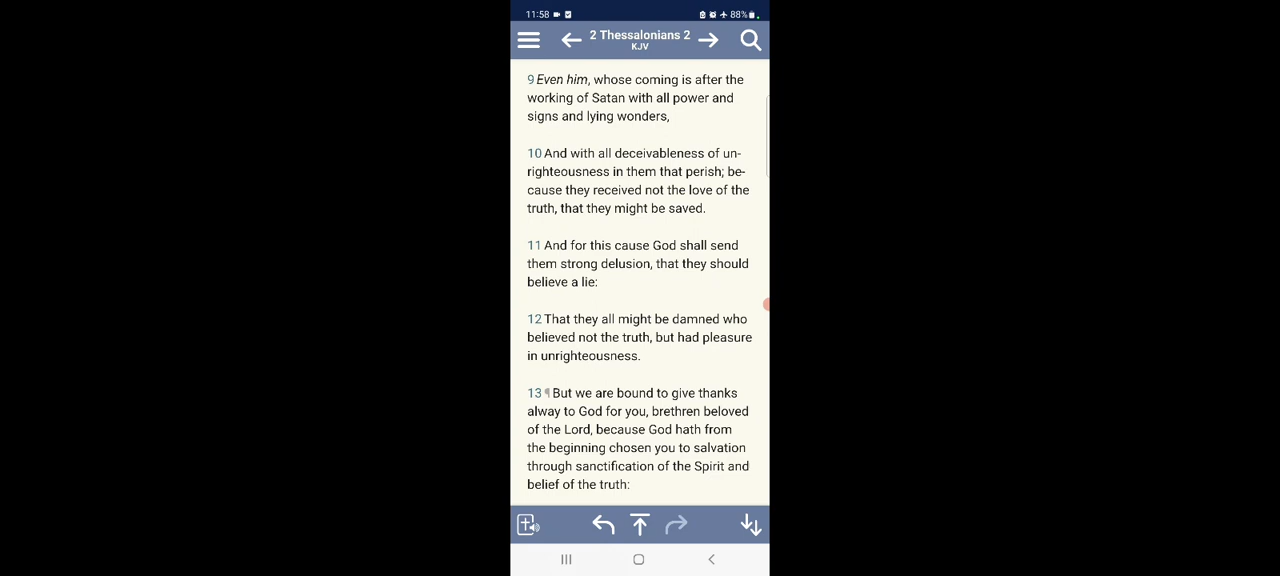 11:58
88%
2 Thessalonians 2
KJV
9 Even him, whose coming is after the
working of Satan with all power and
signs and lying wonders,
10 And with all deceivableness of un-
righteousness in them that perish; be-
cause they received not the love of the
truth, that they might be saved.
11 And for this cause God shall send
them strong delusion, that they should
believe a lie:
12 That they all might be damned who
believed not the truth, but had pleasure
in unrighteousness.
13 ¶ But we are bound to give thanks
alway to God for you, brethren beloved
of the Lord, because God hath from
the beginning chosen you to salvation
through sanctification of the Spirit and
belief of the truth: